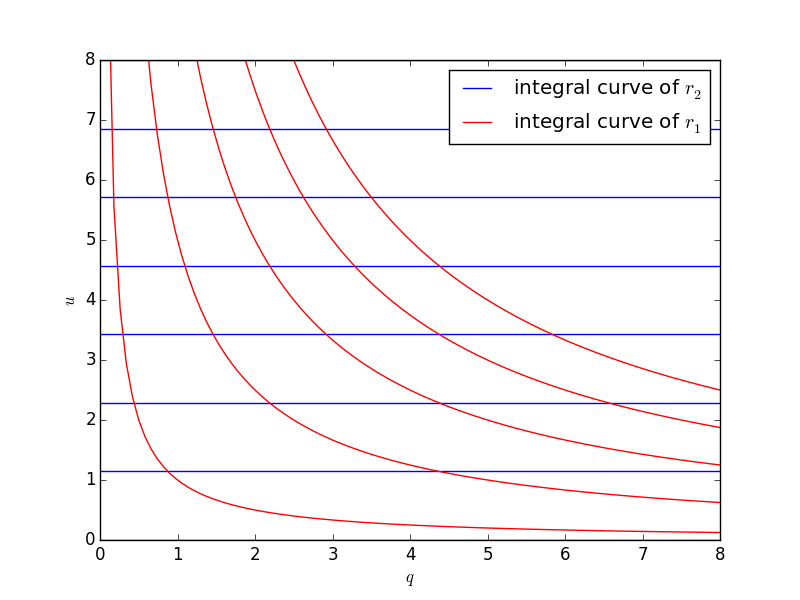 8
7
6
5
4
3
2
1
0
u
integral curve of r₂
integral curve of r₁
0 1 2 3 4 5 6 7 8
q